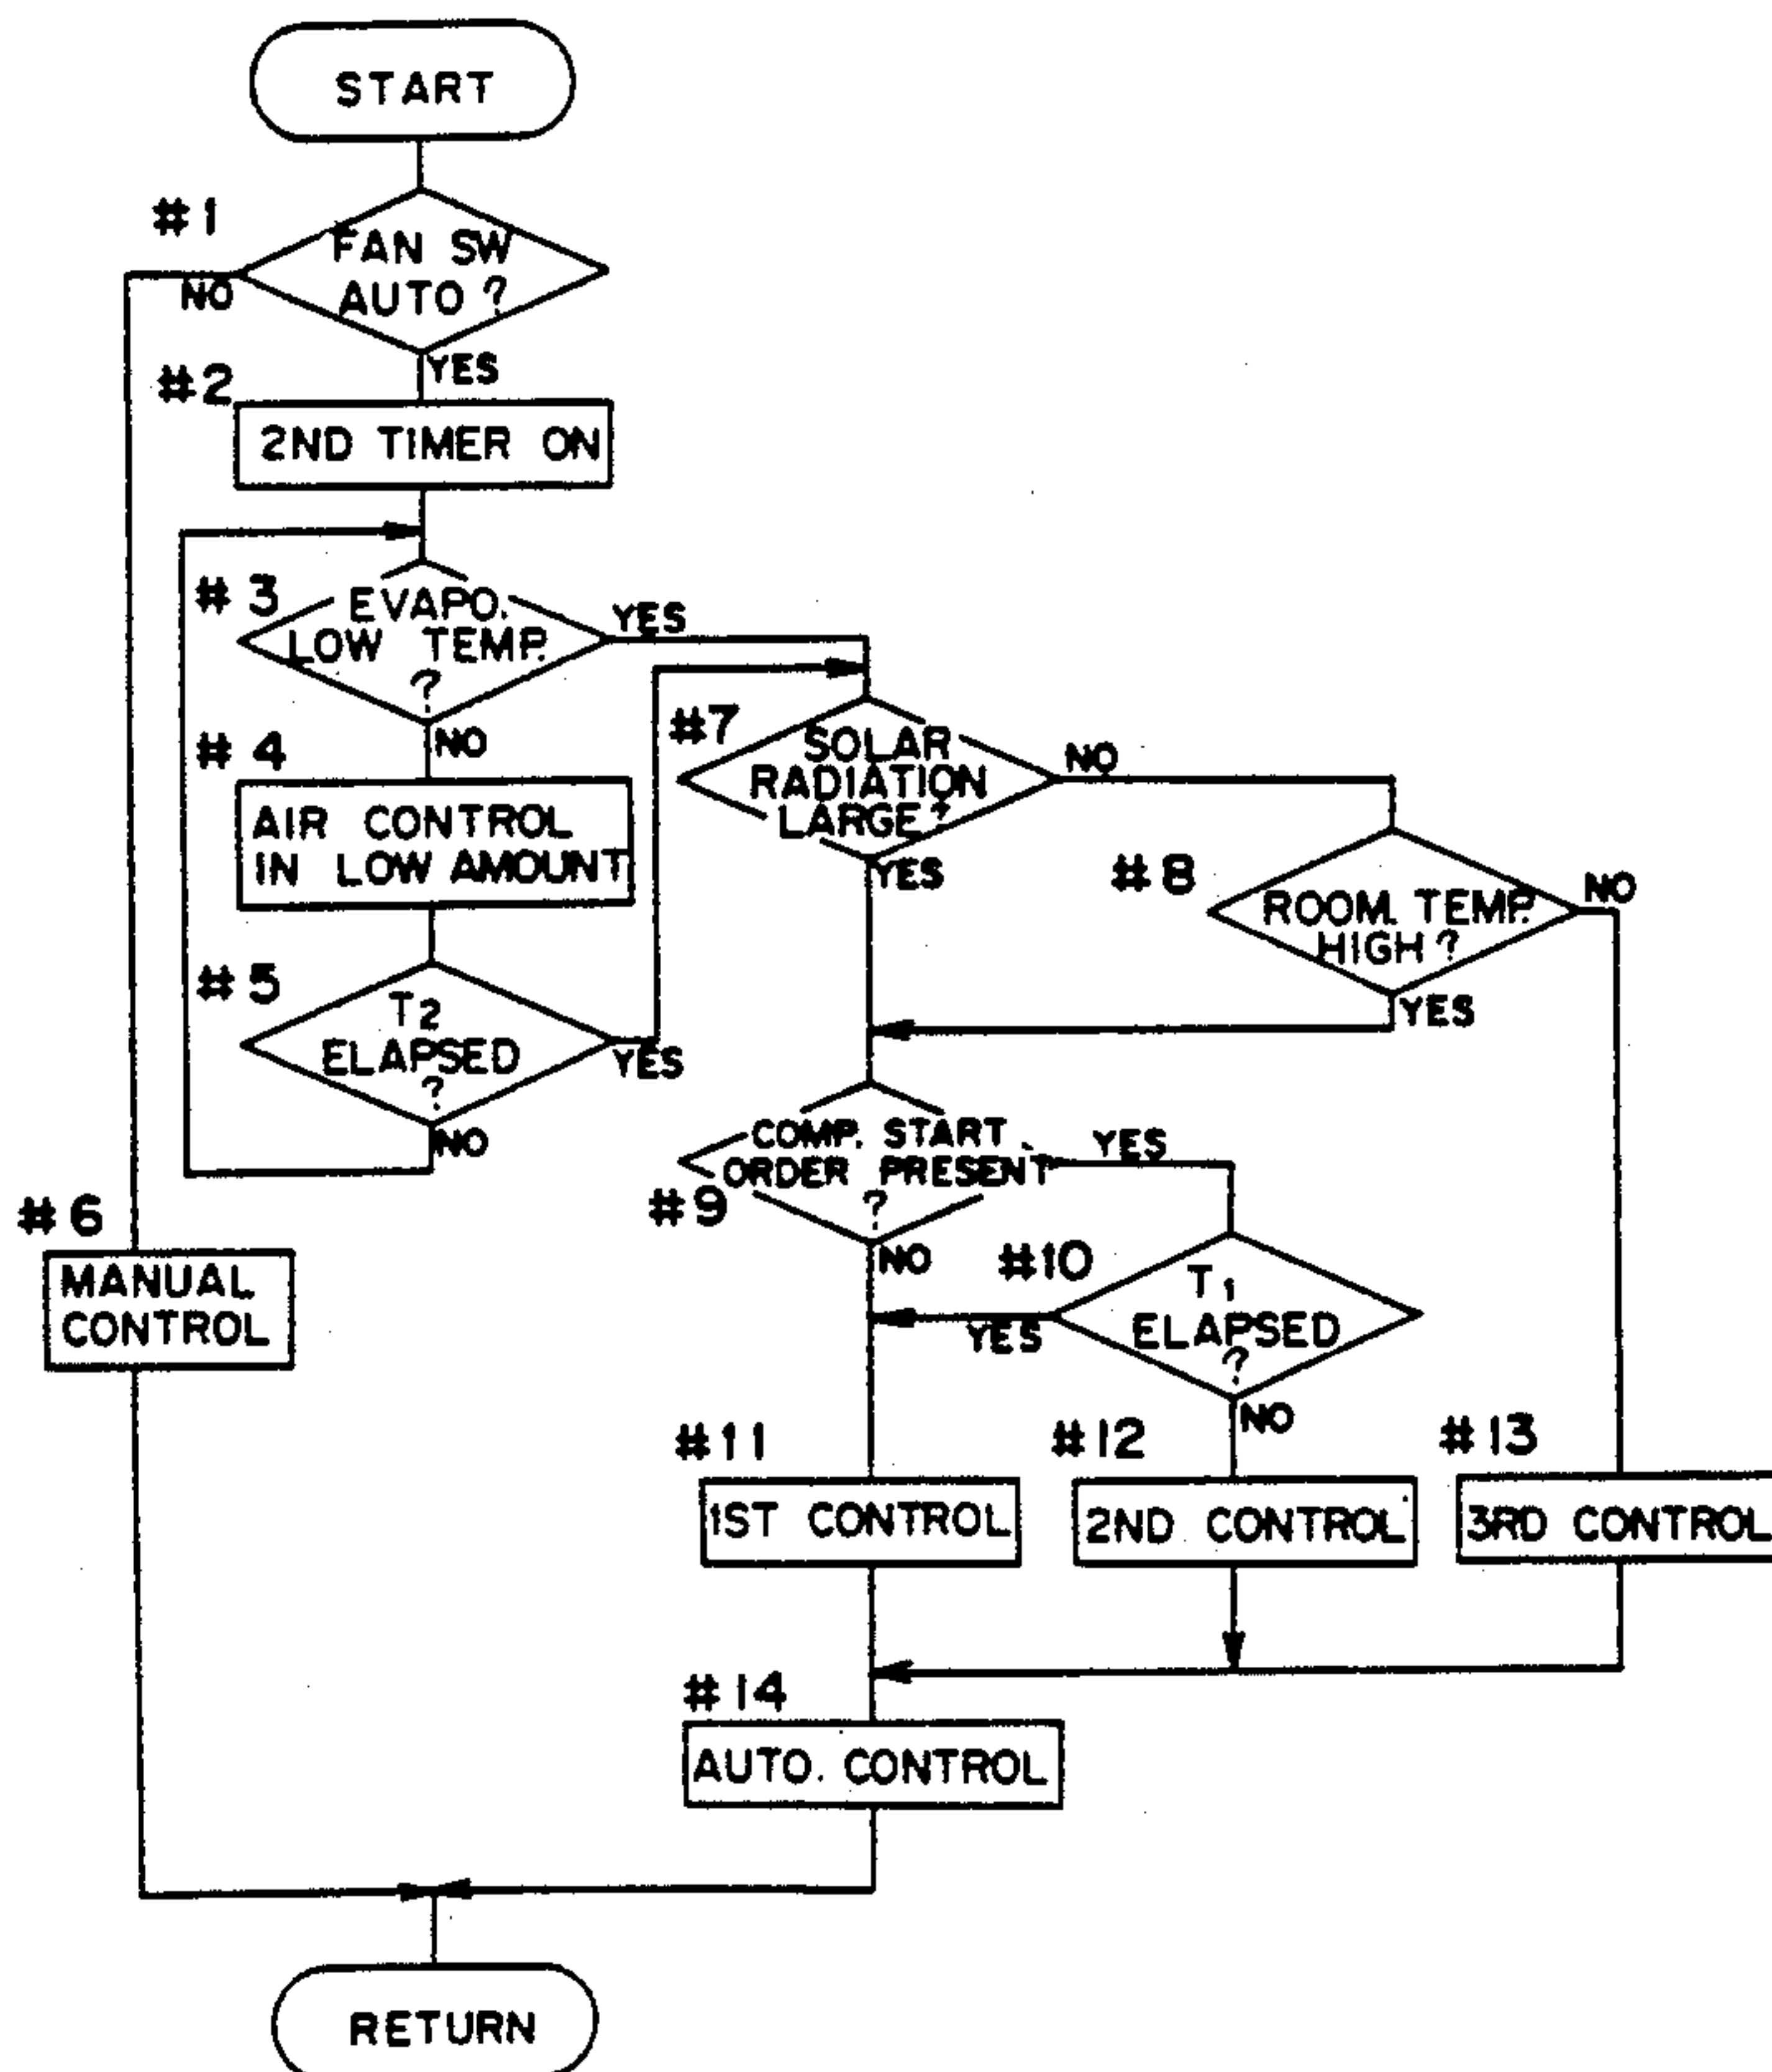 START
#1
FAN SW
AUTO?
NO
YES
#2
2ND TIMER ON
#3
EVAPO.
LOW TEMP.
?
YES
NO
#4
AIR CONTROL
IN LOW AMOUNT
#5
T2
ELAPSED
?
YES
NO
#6
MANUAL
CONTROL
#7
SOLAR
RADIATION
LARGE?
NO
YES
#8
ROOM. TEMP.
HIGH?
NO
YES
#9
COMP. START
ORDER PRESENT
?
YES
NO
#10
T1
ELAPSED
?
YES
NO
#11
1ST CONTROL
#12
2ND CONTROL
#13
3RD CONTROL
#14
AUTO. CONTROL
RETURN